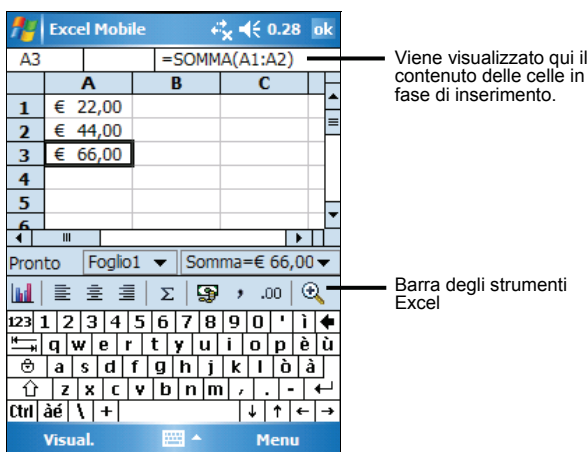 Excel Mobile 0.28 ok
A3 =SOMMA(A1:A2)
Viene visualizzato qui il
contenuto delle celle in
fase di inserimento.
A B C
1 € 22,00
2 € 44,00
3 € 66,00
4
5
6
Pronto Foglio1 Somma=€ 66,00
Σ , .00
Barra degli strumenti
Excel
123 1 2 3 4 5 6 7 8 9 0 ' ì
q w e r t y u i o p è ù
a s d f g h j k l ò à
z x c v b n m , . -
Ctrl àé \ +
Visual. Menu